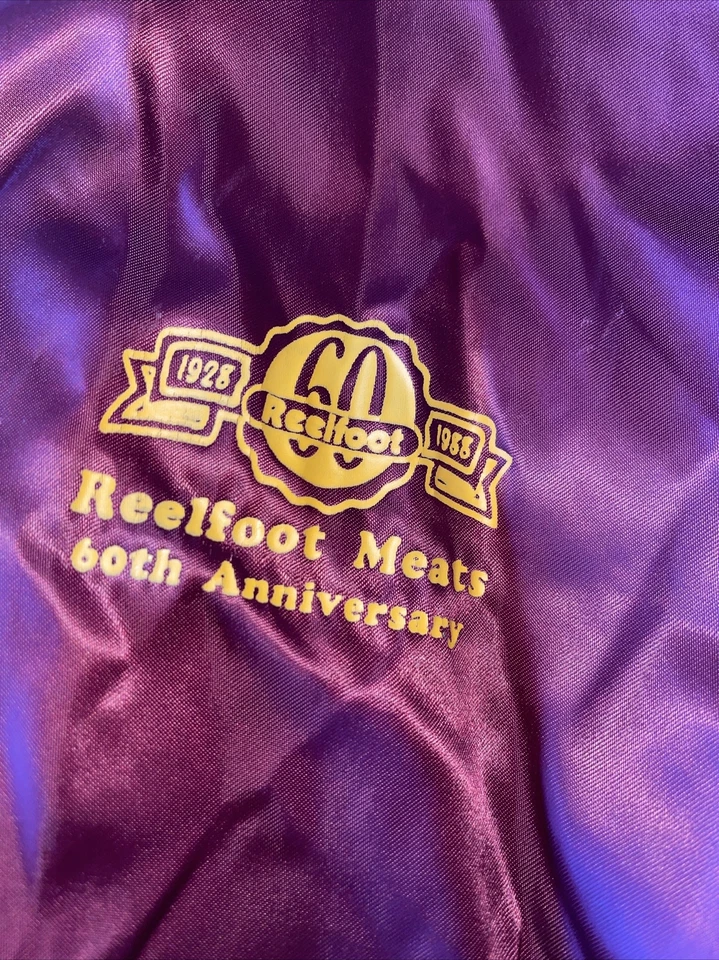 1928
60
Reelfoot
1988
Reelfoot Meats
60th Anniversary